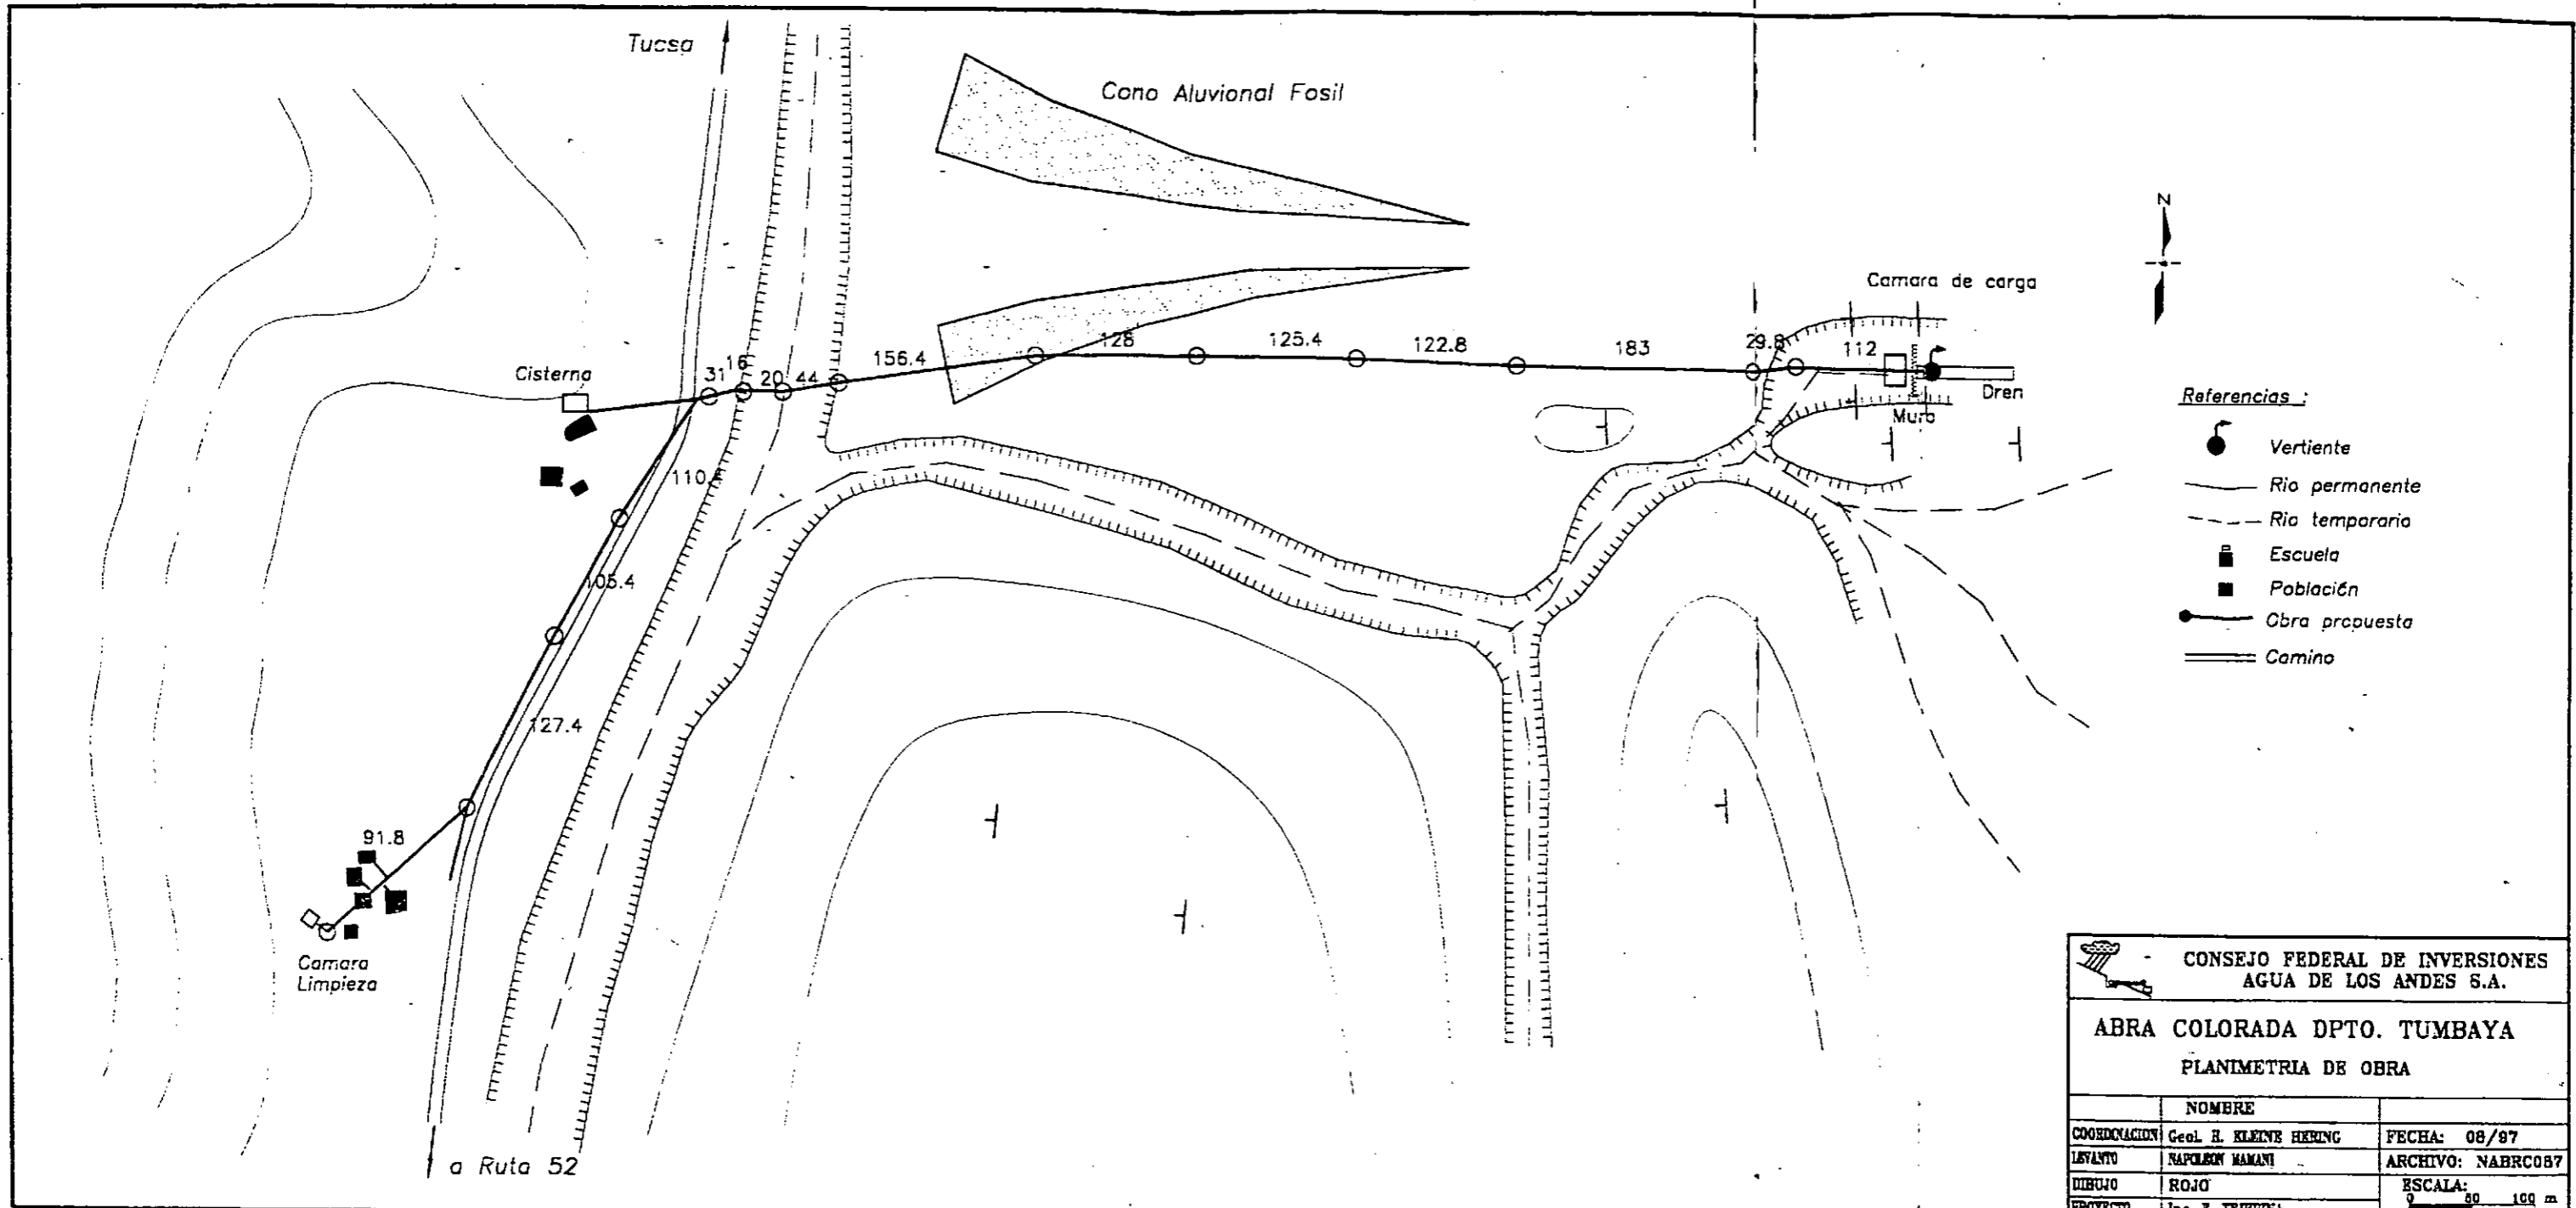 Tucsa
Cono Aluvional Fosil
N
Camara de carga
Cisterna
31
16
20
44
156.4
128
125.4
122.8
183
29.8
112
Dren
Muro
110.
105.4
127.4
91.8
Camara
Limpieza
a Ruta 52
Referencias :
Vertiente
Rio permanente
Rio temporario
Escuela
Población
Obra propuesta
Camino
CONSEJO FEDERAL DE INVERSIONES
AGUA DE LOS ANDES S.A.
ABRA COLORADA DPTO. TUMBAYA
PLANIMETRIA DE OBRA
NOMBRE
COORDINACION Geol. R. KLEINE HERING FECHA: 08/97
LEVANTO NAPOLEON MAMANI ARCHIVO: NABRC087
DIBUJO ROJO ESCALA:
PROYECTO Ing. 0 50 100 m